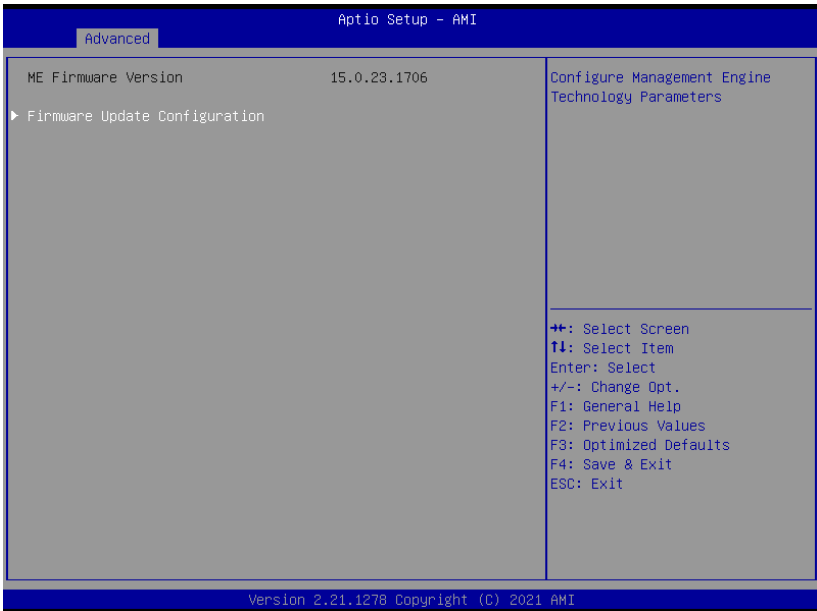 Aptio Setup – AMI
Advanced
ME Firmware Version 15.0.23.1706
▶ Firmware Update Configuration
Configure Management Engine
Technology Parameters
→←: Select Screen
↑↓: Select Item
Enter: Select
+/-: Change Opt.
F1: General Help
F2: Previous Values
F3: Optimized Defaults
F4: Save & Exit
ESC: Exit
Version 2.21.1278 Copyright (C) 2021 AMI